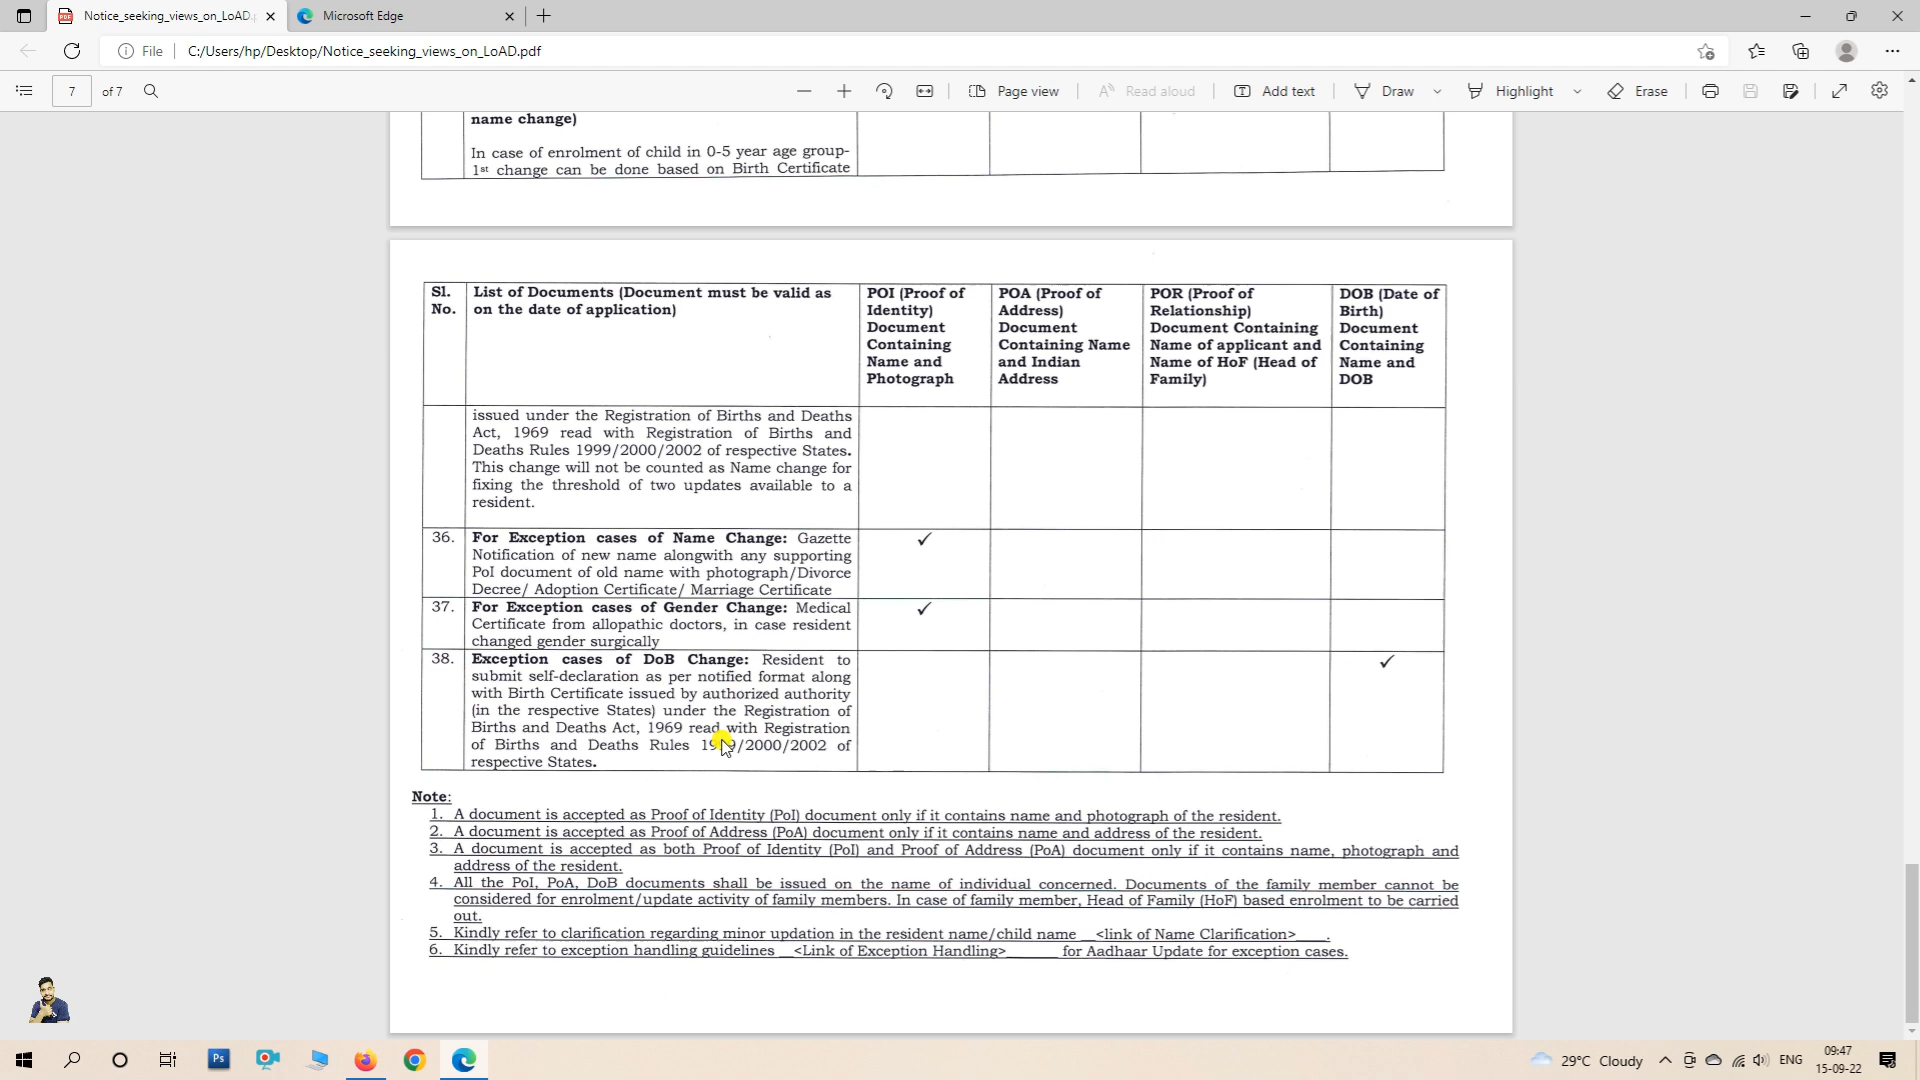 Notice_seeking_views_on_LoAD.p
Microsoft Edge
File
C:/Users/hp/Desktop/Notice_seeking_views_on_LoAD.pdf
7
of 7
Page view
Read aloud
Add text
Draw
Highlight
Erase
name change)
In case of enrolment of child in 0-5 year age group-
1st change can be done based on Birth Certificate
Sl.
No.
List of Documents (Document must be valid as
on the date of application)
POI (Proof of
Identity)
Document
Containing
Name and
Photograph
POA (Proof of
Address)
Document
Containing Name
and Indian
Address
POR (Proof of
Relationship)
Document Containing
Name of applicant and
Name of HoF (Head of
Family)
DOB (Date of
Birth)
Document
Containing
Name and
DOB
issued under the Registration of Births and Deaths
Act, 1969 read with Registration of Births and
Deaths Rules 1999/2000/2002 of respective States.
This change will not be counted as Name change for
fixing the threshold of two updates available to a
resident.
36.
For Exception cases of Name Change: Gazette
Notification of new name alongwith any supporting
PoI document of old name with photograph/Divorce
Decree/ Adoption Certificate/ Marriage Certificate
✓
37.
For Exception cases of Gender Change: Medical
Certificate from allopathic doctors, in case resident
changed gender surgically
✓
38.
Exception cases of DoB Change: Resident to
submit self-declaration as per notified format along
with Birth Certificate issued by authorized authority
(in the respective States) under the Registration of
Births and Deaths Act, 1969 read with Registration
of Births and Deaths Rules 1999/2000/2002 of
respective States.
✓
Note:
1. A document is accepted as Proof of Identity (PoI) document only if it contains name and photograph of the resident.
2. A document is accepted as Proof of Address (PoA) document only if it contains name and address of the resident.
3. A document is accepted as both Proof of Identity (PoI) and Proof of Address (PoA) document only if it contains name, photograph and
address of the resident.
4. All the PoI, PoA, DoB documents shall be issued on the name of individual concerned. Documents of the family member cannot be
considered for enrolment/update activity of family members. In case of family member, Head of Family (HoF) based enrolment to be carried
out.
5. Kindly refer to clarification regarding minor updation in the resident name/child name __<link of Name Clarification>____.
6. Kindly refer to exception handling guidelines __<Link of Exception Handling>______ for Aadhaar Update for exception cases.
Ps
29°C Cloudy
ENG
09:47
15-09-22